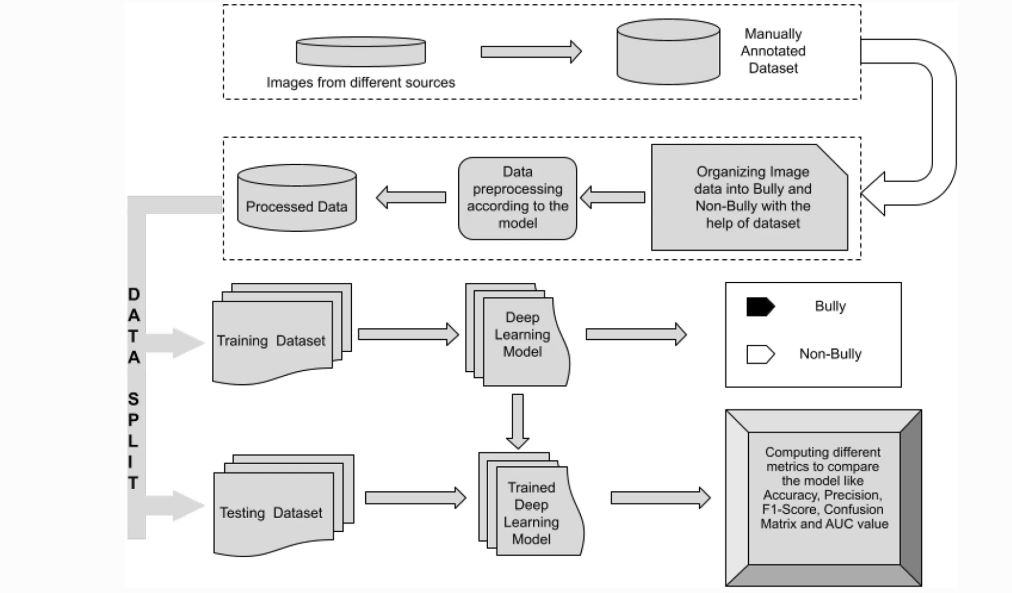 Images from different sources
Manually
Annotated
Dataset
Processed Data
Data
preprocessing
according to the
model
Organizing Image
data into Bully and
Non-Bully with the
help of dataset
DATA SPLIT
Training Dataset
Deep
Learning
Model
Bully
Non-Bully
Testing Dataset
Trained
Deep
Learning
Model
Computing different
metrics to compare
the model like
Accuracy, Precision,
F1-Score, Confusion
Matrix and AUC value